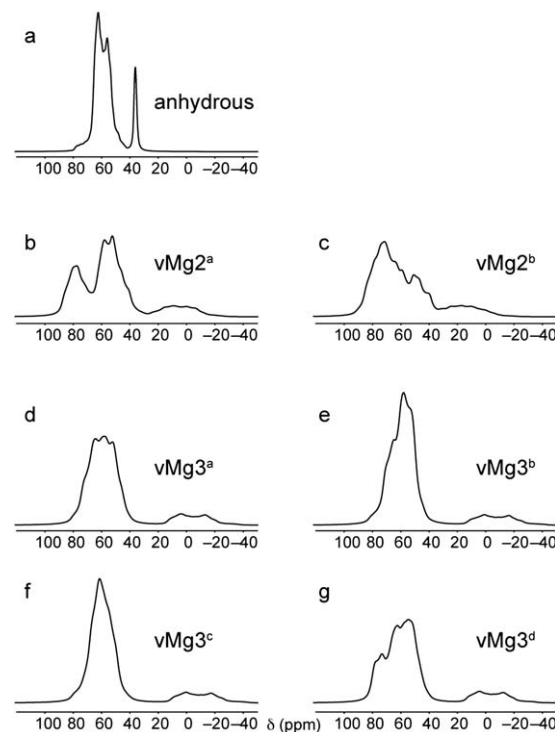 a
anhydrous
100 80 60 40 20 0 –20–40
b
vMg2ᵃ
100 80 60 40 20 0 –20–40
c
vMg2ᵇ
100 80 60 40 20 0 –20–40
d
vMg3ᵃ
100 80 60 40 20 0 –20–40
e
vMg3ᵇ
100 80 60 40 20 0 –20–40
f
vMg3ᶜ
100 80 60 40 20 0 –20–40
g
vMg3ᵈ
100 80 60 40 20 0 –20–40
δ (ppm)